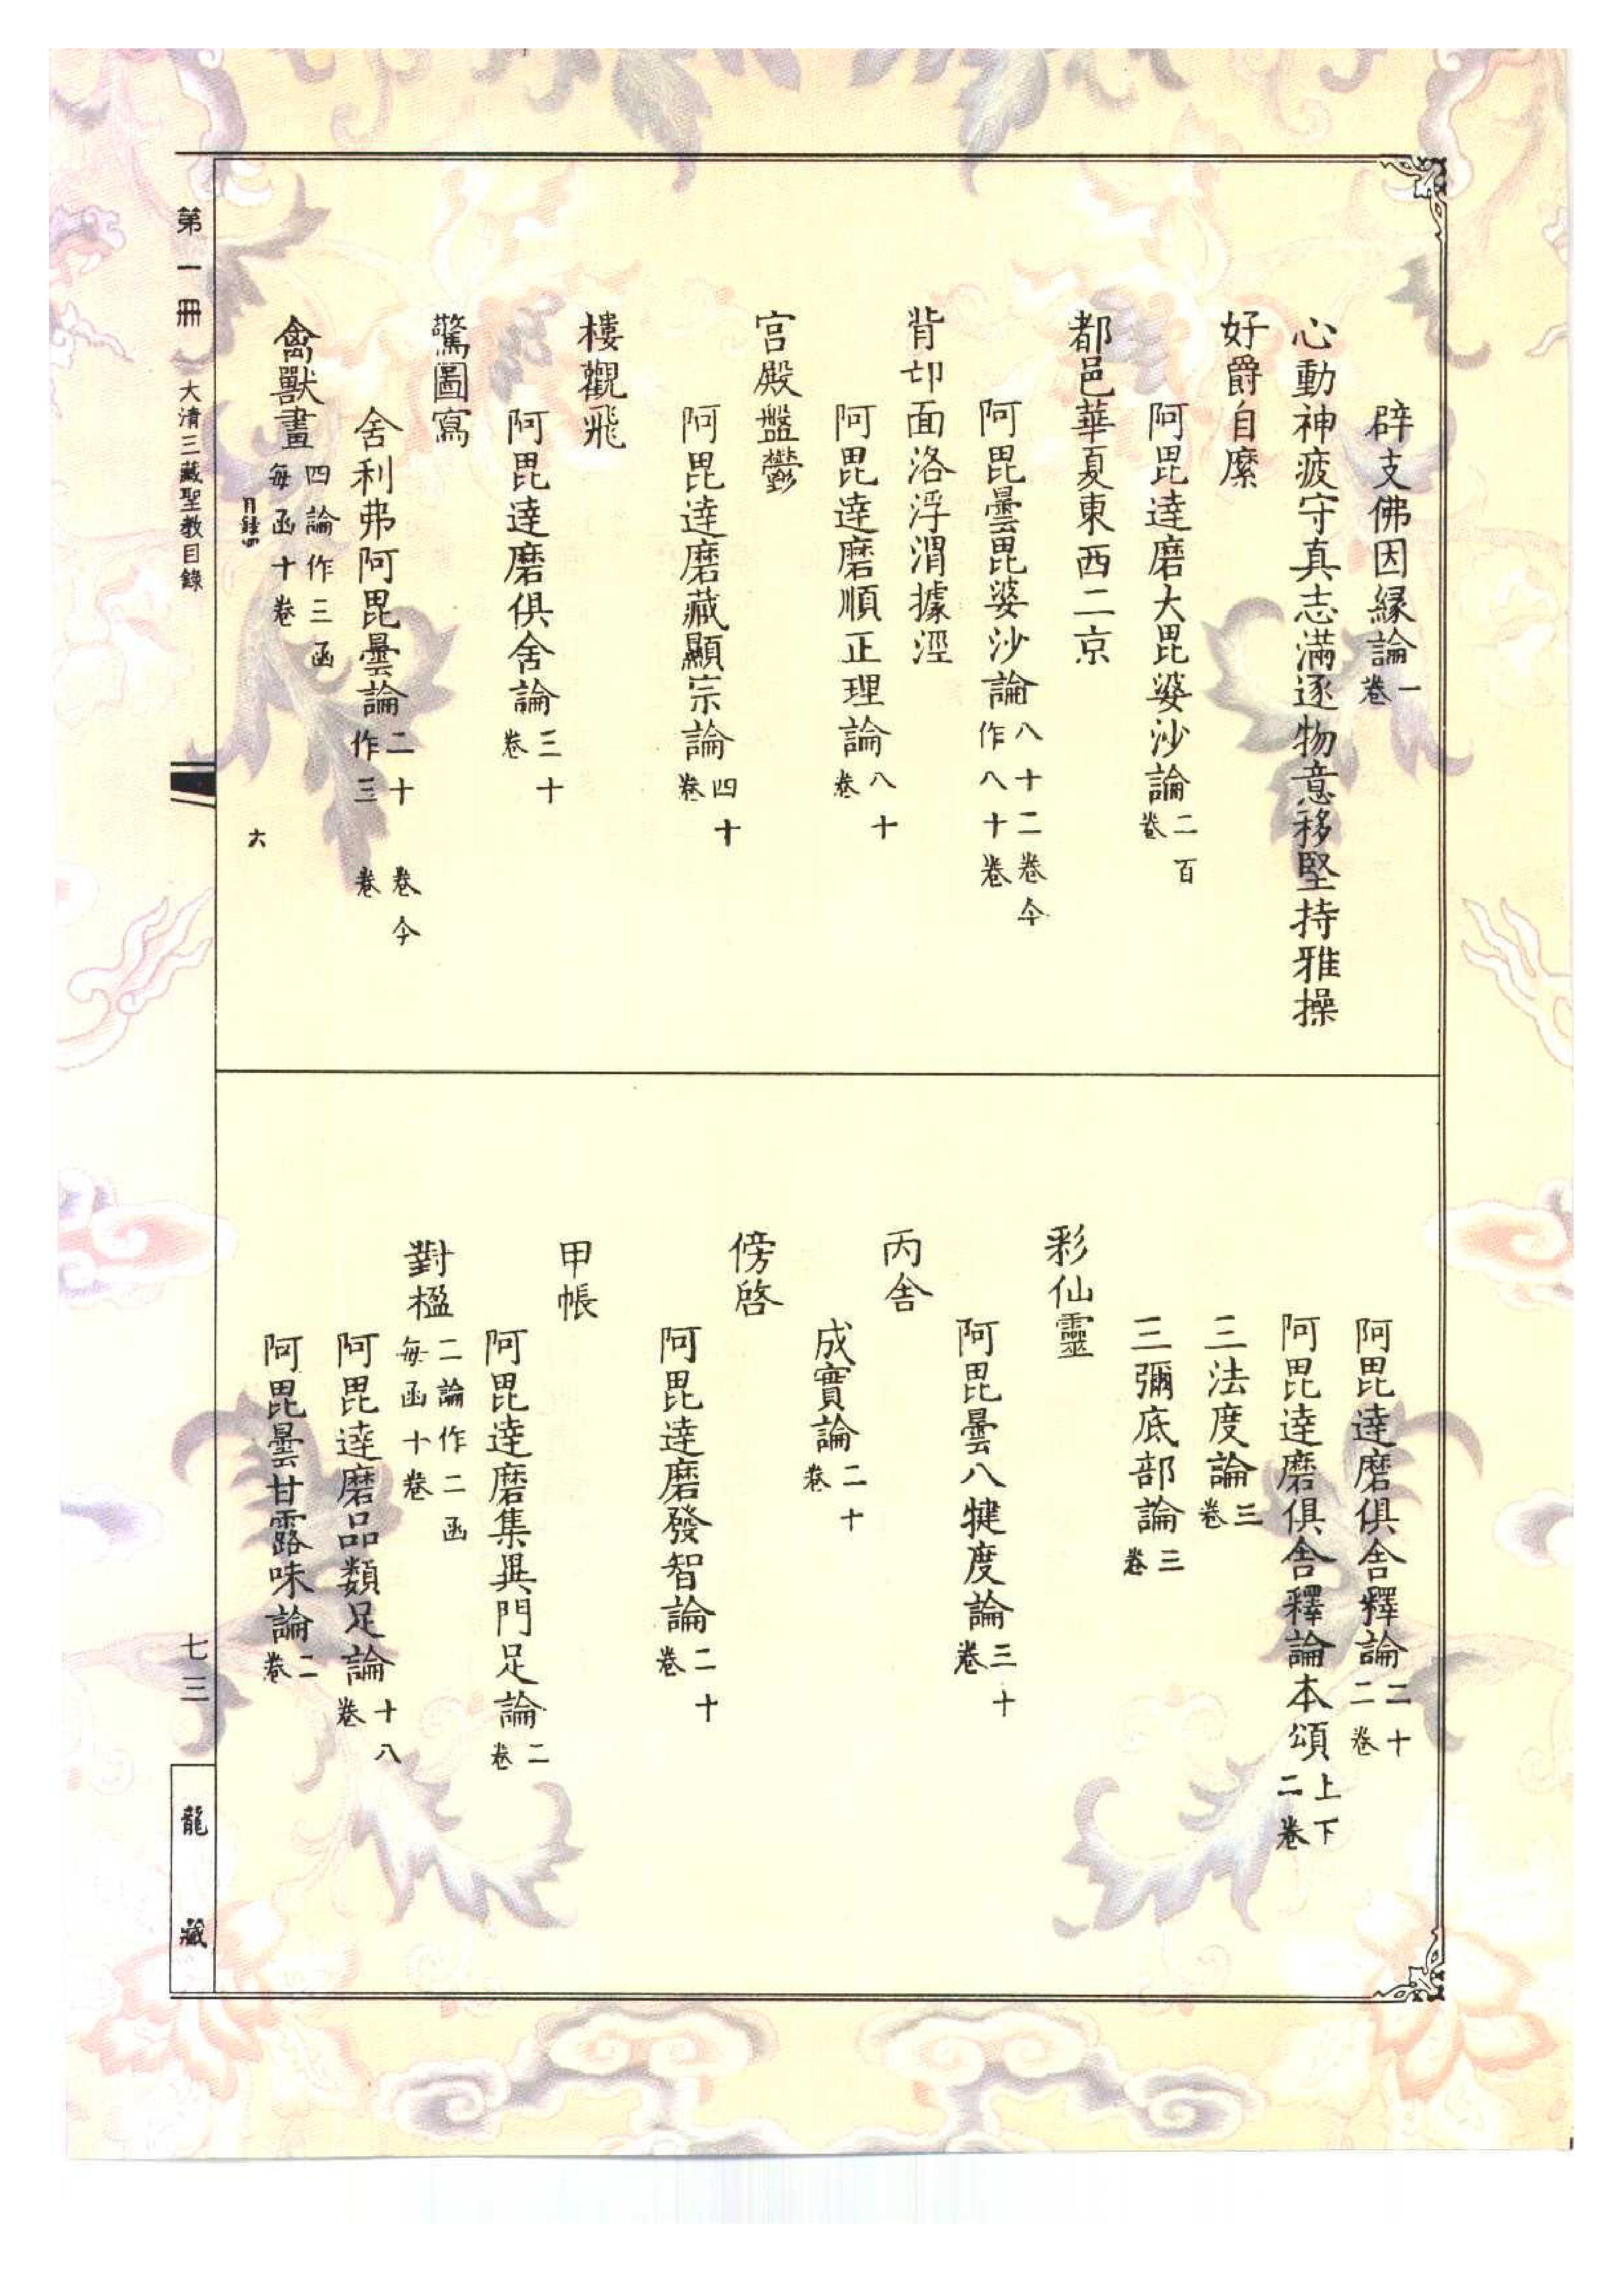 辟支佛因緣論一卷
心動神疲守真志滿逐物意移堅持雅操
好爵自縻
阿毘達磨大毘婆沙論二百卷
都邑華夏東西二京
阿毘曇毘婆沙論八十二卷今作八十卷
背邙面洛浮渭據涇
阿毘達磨順正理論八十卷
宮殿盤鬱
阿毘達磨藏顯宗論四十卷
樓觀飛
阿毘達磨俱舍論三十卷
驚圖寫
舍利弗阿毘曇論二十卷今作三卷
禽獸畫四論作三函每函十卷
目錄四
六
阿毘達磨俱舍釋論二十二卷
阿毘達磨俱舍釋論本頌上下二卷
三法度論三卷
三彌底部論三卷
彩仙靈
阿毘曇八犍度論三十卷
丙舍
成實論二十卷
傍啓
阿毘達磨發智論二十卷
甲帳
阿毘達磨集異門足論二卷
對楹二論作二函每函十卷
阿毘達磨品類足論十八卷
阿毘曇甘露味論二卷
第一冊
大清三藏聖教目錄
七三
龍藏